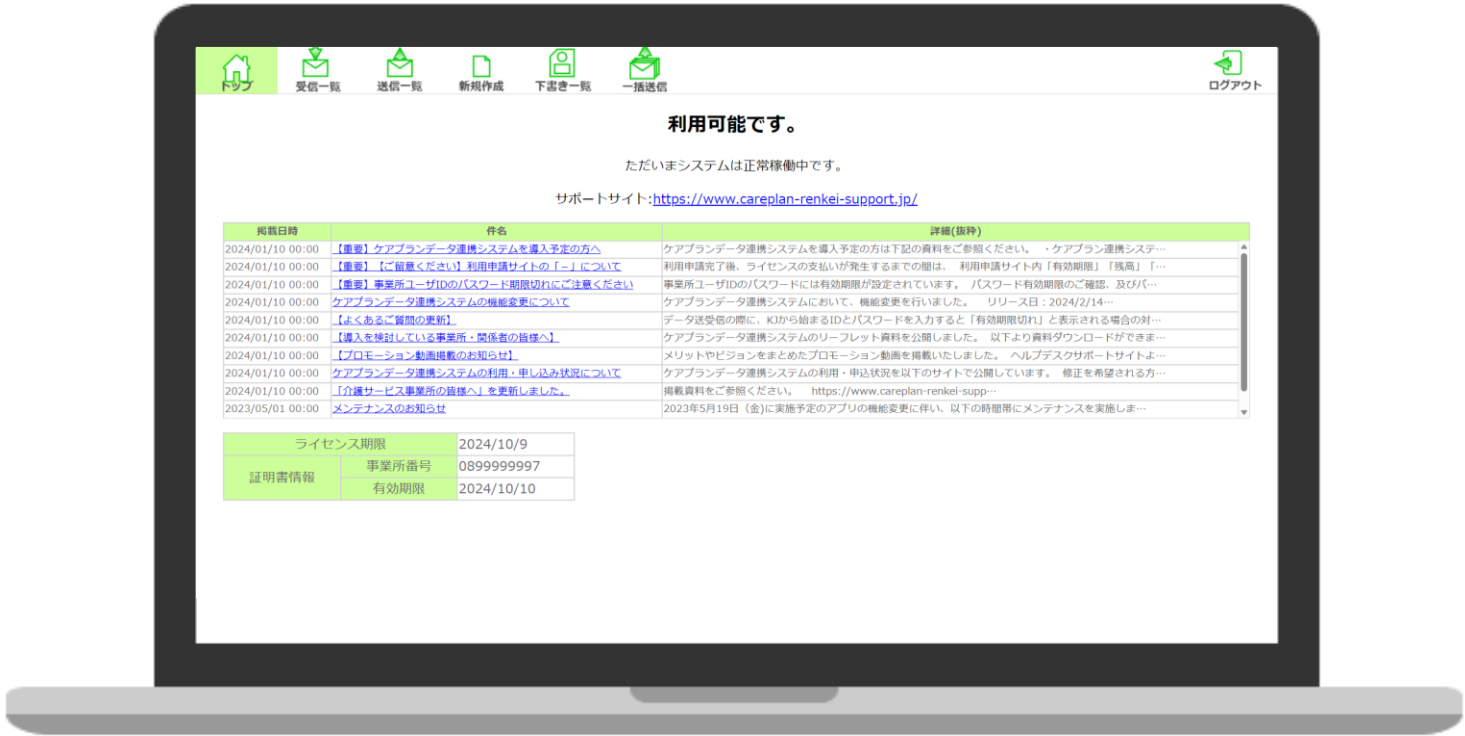 トップ 受信一覧 送信一覧 新規作成 下書き一覧 一括送信 ログアウト
利用可能です。
ただいまシステムは正常稼働中です。
サポートサイト:https://www.careplan-renkei-support.jp/
掲載日時 件名 詳細(抜粋)
2024/01/10 00:00 【重要】ケアプランデータ連携システムを導入予定の方へ ケアプランデータ連携システムを導入予定の方は下記の資料をご参照ください。 ・ケアプラン連携システ…
2024/01/10 00:00 【重要】【ご留意ください】利用申請サイトの「－」について 利用申請完了後、ライセンスの支払いが発生するまでの間は、 利用申請サイト内「有効期限」「残高」「…
2024/01/10 00:00 【重要】事業所ユーザIDのパスワード期限切れにご注意ください 事業所ユーザIDのパスワードには有効期限が設定されています。 パスワード有効期限のご確認、及びパ…
2024/01/10 00:00 ケアプランデータ連携システムの機能変更について ケアプランデータ連携システムにおいて、機能変更を行いました。 リリース日：2024/2/14…
2024/01/10 00:00 【よくあるご質問の更新】 データ送受信の際に、KJから始まるIDとパスワードを入力すると「有効期限切れ」と表示される場合の対…
2024/01/10 00:00 【導入を検討している事業所・関係者の皆様へ】 ケアプランデータ連携システムのリーフレット資料を公開しました。 以下より資料ダウンロードができま…
2024/01/10 00:00 【プロモーション動画掲載のお知らせ】 メリットやビジョンをまとめたプロモーション動画を掲載いたしました。 ヘルプデスクサポートサイトよ…
2024/01/10 00:00 ケアプランデータ連携システムの利用・申し込み状況について ケアプランデータ連携システムの利用・申込状況を以下のサイトで公開しています。 修正を希望される方…
2024/01/10 00:00 「介護サービス事業所の皆様へ」を更新しました。 掲載資料をご参照ください。 https://www.careplan-renkei-supp…
2023/05/01 00:00 メンテナンスのお知らせ 2023年5月19日（金)に実施予定のアプリの機能変更に伴い、以下の時間帯にメンテナンスを実施しま…
ライセンス期限 2024/10/9
証明書情報 事業所番号 0899999997
有効期限 2024/10/10